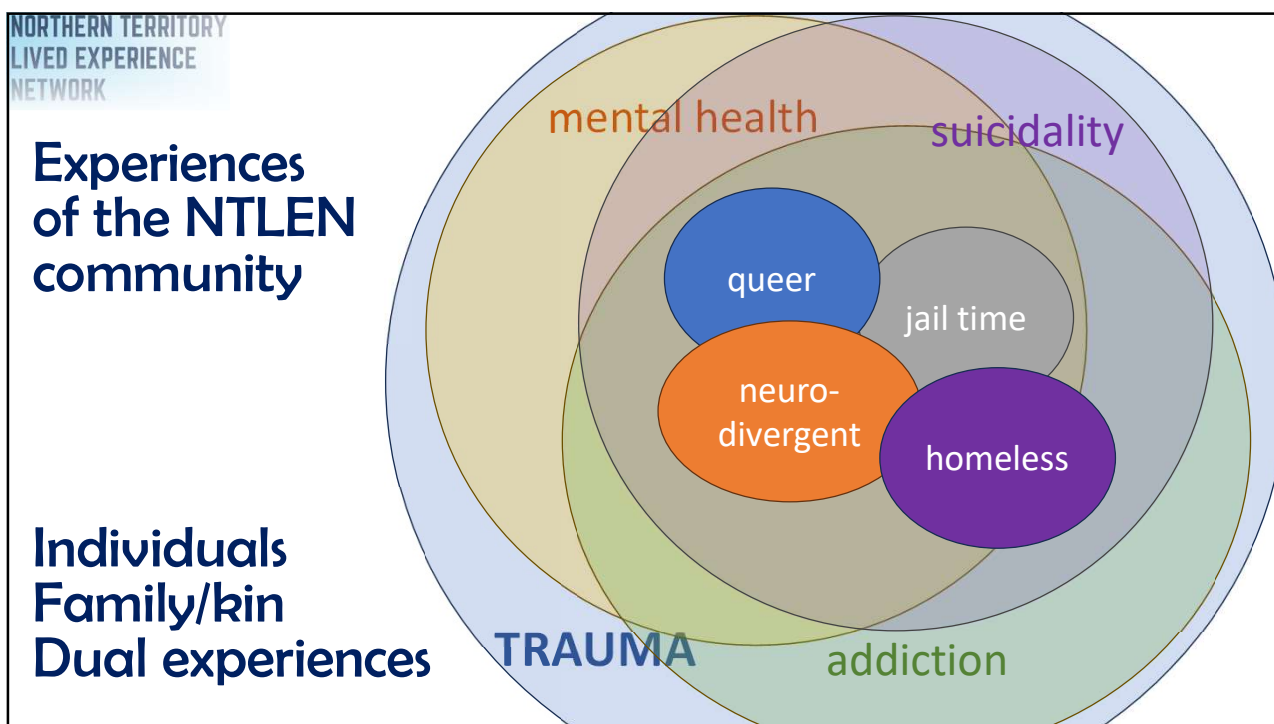 NORTHERN TERRITORY
LIVED EXPERIENCE
NETWORK
Experiences
of the NTLEN
community
Individuals
Family/kin
Dual experiences
mental health
suicidality
queer
jail time
neuro-
divergent
homeless
TRAUMA
addiction